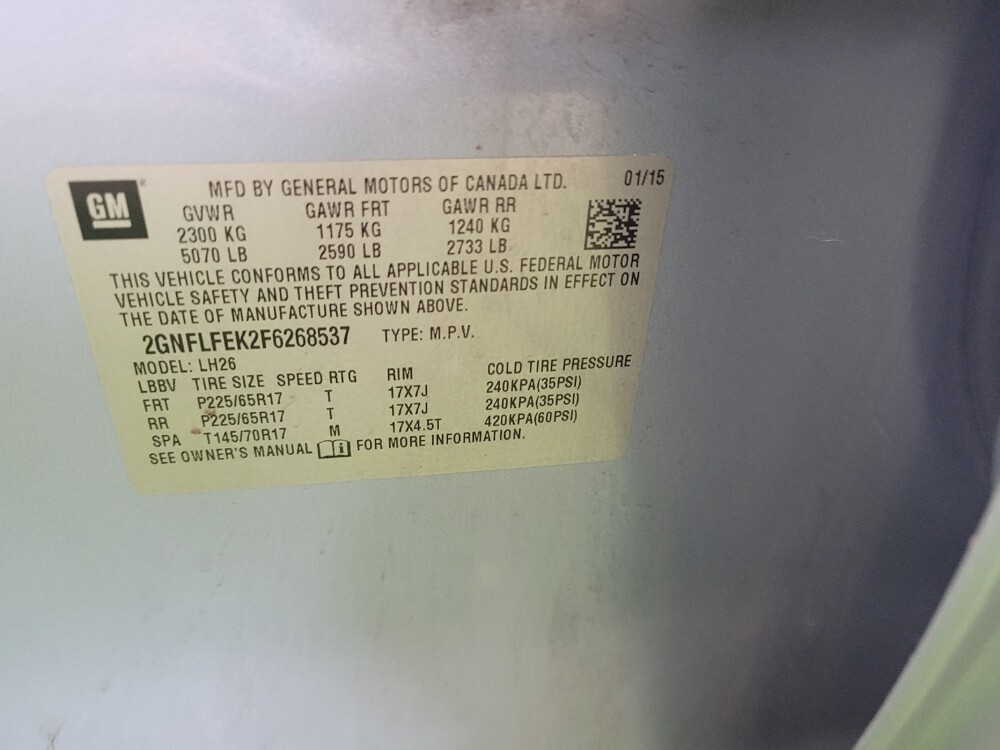 GM
MFD BY GENERAL MOTORS OF CANADA LTD. 01/15
GVWR GAWR FRT GAWR RR
2300 KG 1175 KG 1240 KG
5070 LB 2590 LB 2733 LB
THIS VEHICLE CONFORMS TO ALL APPLICABLE U.S. FEDERAL MOTOR
VEHICLE SAFETY AND THEFT PREVENTION STANDARDS IN EFFECT ON
THE DATE OF MANUFACTURE SHOWN ABOVE.
2GNFLFEK2F6268537 TYPE: M.P.V.
MODEL: LH26
LBBV TIRE SIZE SPEED RTG RIM COLD TIRE PRESSURE
FRT P225/65R17 T 17X7J 240KPA(35PSI)
RR P225/65R17 T 17X7J 240KPA(35PSI)
SPA T145/70R17 M 17X4.5T 420KPA(60PSI)
SEE OWNER'S MANUAL i FOR MORE INFORMATION.